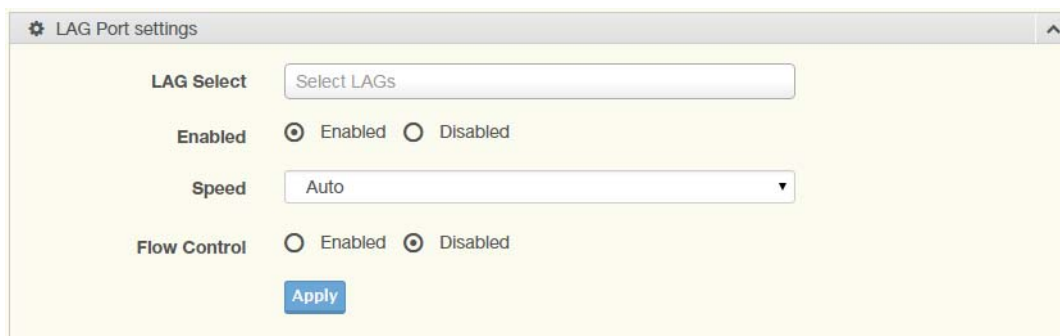 LAG Port settings
LAG Select Select LAGs
Enabled Enabled Disabled
Speed Auto
Flow Control Enabled Disabled
Apply